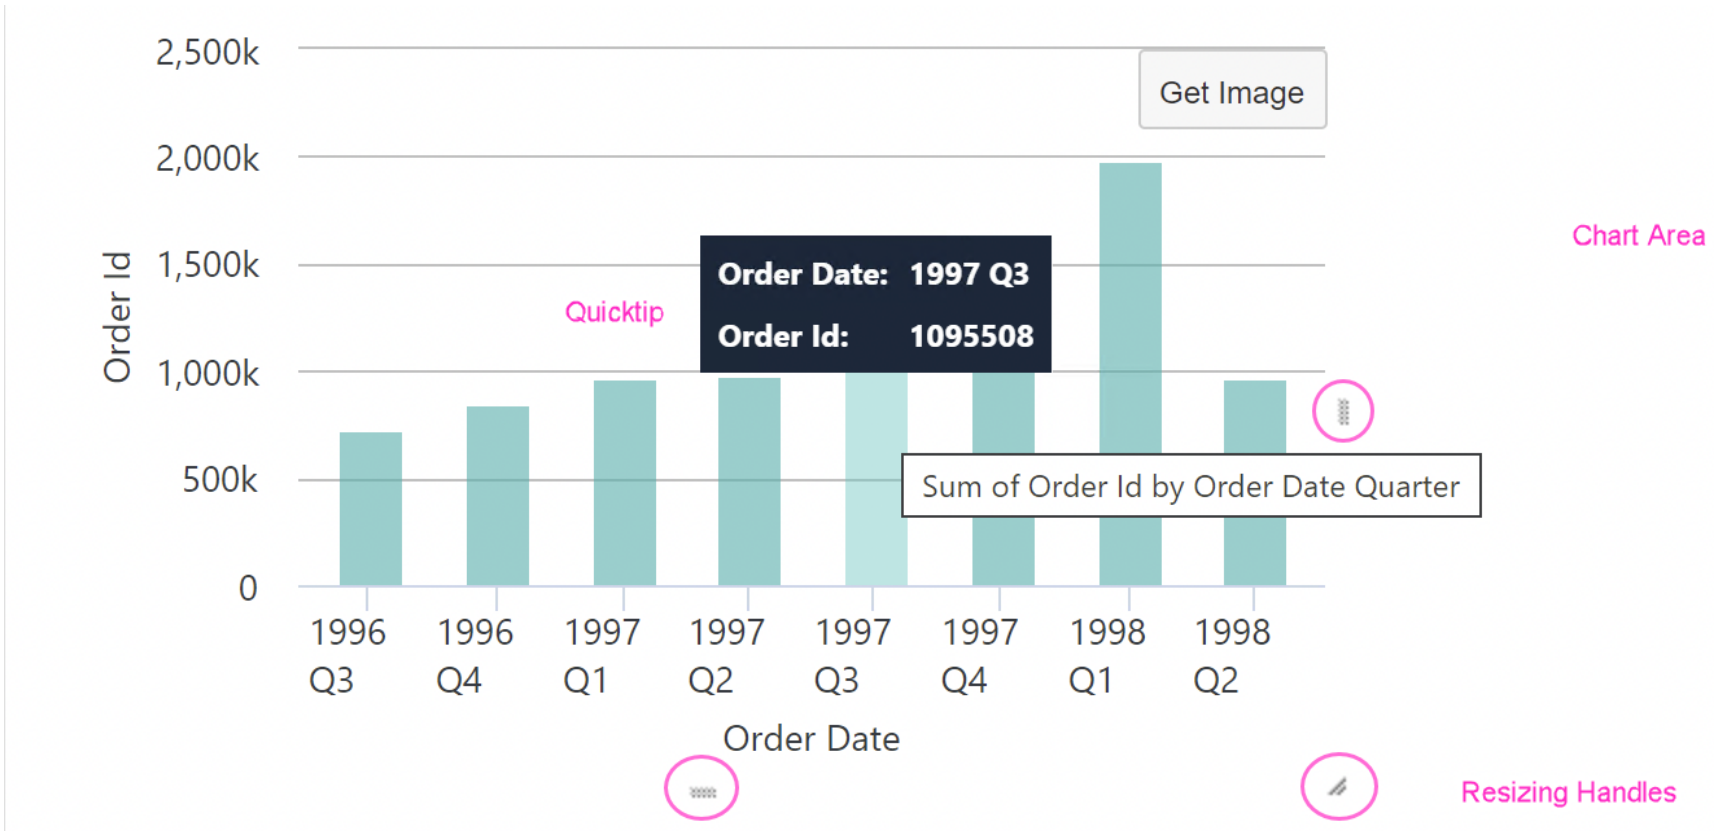 2,500k
Get Image
2,000k
Chart Area
1,500k
Order Date: 1997 Q3
Quicktip
Order Id: 1095508
Order Id
1,000k
500k
Sum of Order Id by Order Date Quarter
0
1996 1996 1997 1997 1997 1997 1998 1998
Q3 Q4 Q1 Q2 Q3 Q4 Q1 Q2
Order Date
Resizing Handles